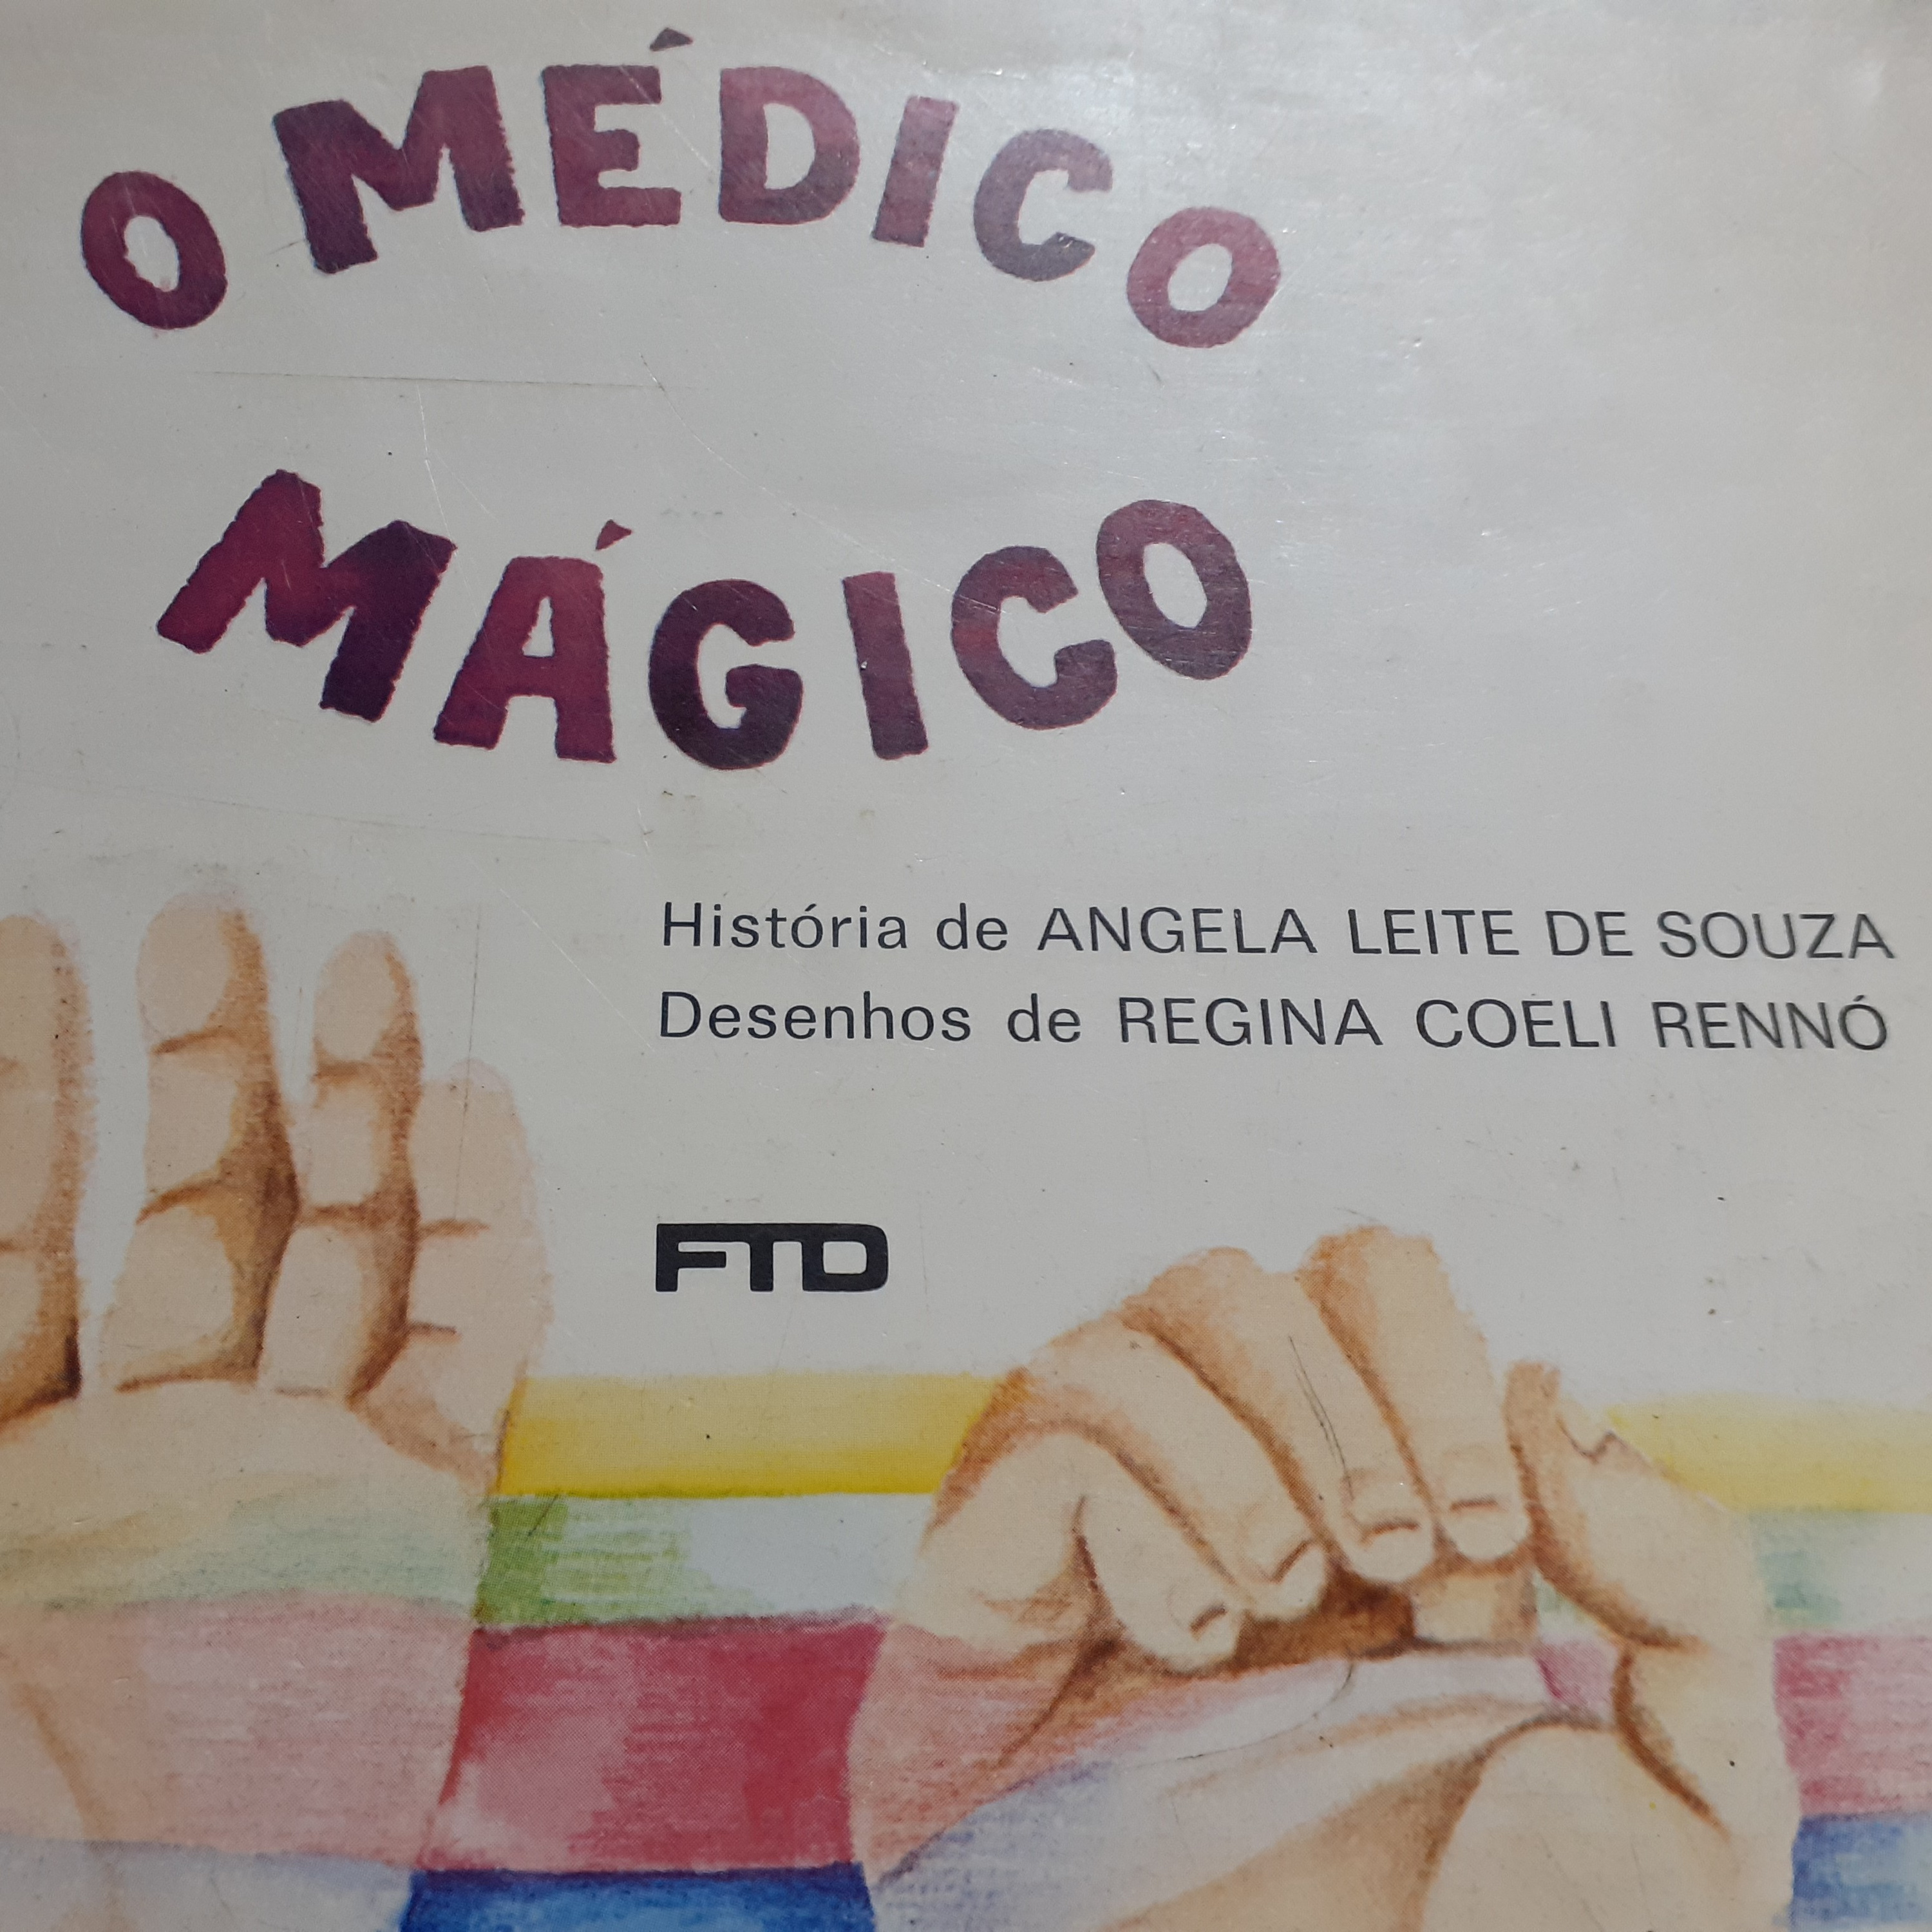 O MÉDICO
MÁGICO
História de ANGELA LEITE DE SOUZA
Desenhos de REGINA COELI RENNÓ
FTD